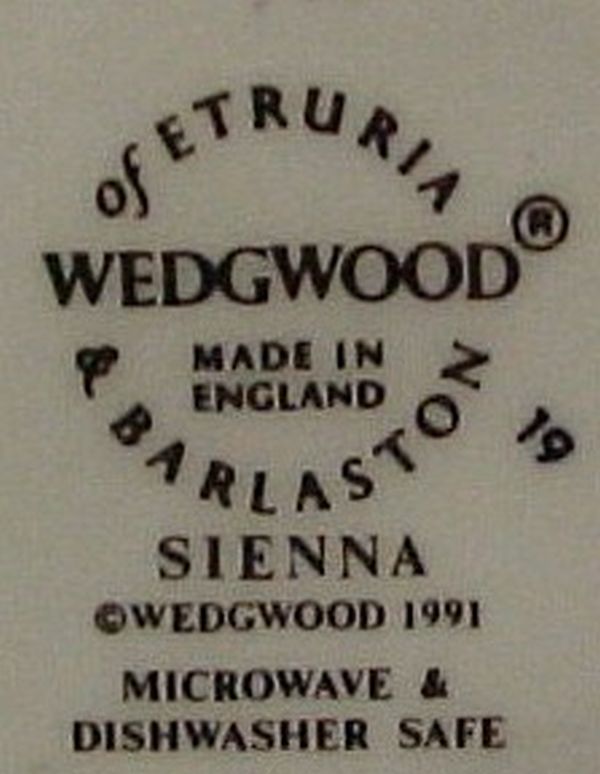 of ETRURIA
WEDGWOOD®
MADE IN
ENGLAND
& BARLASTON
19
SIENNA
©WEDGWOOD 1991
MICROWAVE &
DISHWASHER SAFE